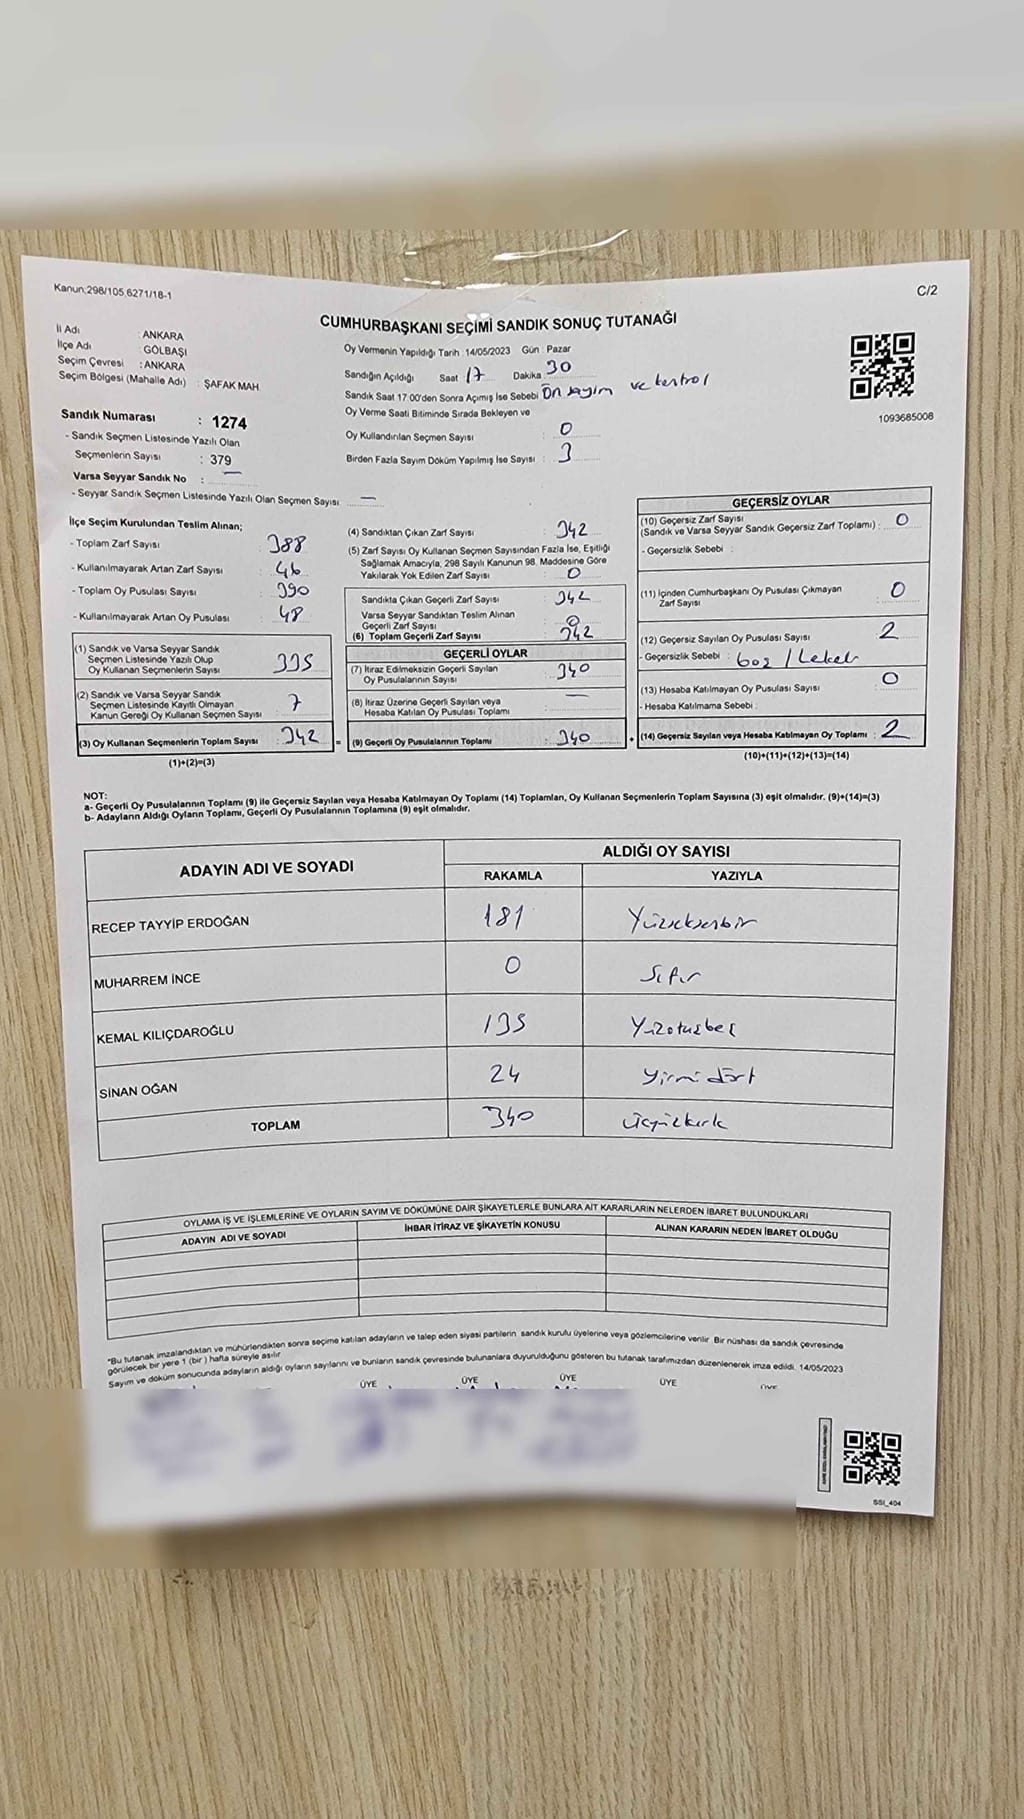 Kanun,298/105,6271/18-1
C/2
CUMHURBAŞKANI SEÇİMİ SANDIK SONUÇ TUTANAĞI
İl Adı : ANKARA
İlçe Adı : GÖLBAŞI
Seçim Çevresi : ANKARA
Seçim Bölgesi (Mahalle Adı) : ŞAFAK MAH.
Sandık Numarası : 1274
- Sandık Seçmen Listesinde Yazılı Olan
Seçmenlerin Sayısı : 379
Varsa Seyyar Sandık No : —
- Seyyar Sandık Seçmen Listesinde Yazılı Olan Seçmen Sayısı —
Oy Vermenin Yapıldığı Tarih : 14/05/2023 Gün : Pazar
Sandığın Açıldığı Saat 17 Dakika 30
Sandık Saat 17:00'den Sonra Açımış İse Sebebi Ön sayım ve kontrol
Oy Verme Saati Bitiminde Sırada Bekleyen ve
Oy Kullandırılan Seçmen Sayısı : 0
Birden Fazla Sayım Döküm Yapılmış İse Sayısı : 3
1093685008
İlçe Seçim Kurulundan Teslim Alınan;
- Toplam Zarf Sayısı : 388
- Kullanılmayarak Artan Zarf Sayısı : 46
- Toplam Oy Pusulası Sayısı : 390
- Kullanılmayarak Artan Oy Pusulası : 48
(1) Sandık ve Varsa Seyyar Sandık
Seçmen Listesinde Yazılı Olup
Oy Kullanan Seçmenlerin Sayısı : 335
(2) Sandık ve Varsa Seyyar Sandık
Seçmen Listesinde Kayıtlı Olmayan
Kanun Gereği Oy Kullanan Seçmen Sayısı : 7
(3) Oy Kullanan Seçmenlerin Toplam Sayısı : 342
(1)+(2)=(3)
(4) Sandıktan Çıkan Zarf Sayısı : 342
(5) Zarf Sayısı Oy Kullanan Seçmen Sayısından Fazla İse, Eşitliği
Sağlamak Amacıyla, 298 Sayılı Kanunun 98. Maddesine Göre
Yakılarak Yok Edilen Zarf Sayısı : 0
Sandıkta Çıkan Geçerli Zarf Sayısı : 342
Varsa Seyyar Sandıktan Teslim Alınan
Geçerli Zarf Sayısı : 0
(6) Toplam Geçerli Zarf Sayısı : 342
GEÇERLİ OYLAR
(7) İtiraz Edilmeksizin Geçerli Sayılan
Oy Pusulalarının Sayısı : 340
(8) İtiraz Üzerine Geçerli Sayılan veya
Hesaba Katılan Oy Pusulası Toplamı : —
= (9) Geçerli Oy Pusulalarının Toplamı : 340
GEÇERSİZ OYLAR
(10) Geçersiz Zarf Sayısı
(Sandık ve Varsa Seyyar Sandık Geçersiz Zarf Toplamı) : 0
- Geçersizlik Sebebi :
(11) İçinden Cumhurbaşkanı Oy Pusulası Çıkmayan
Zarf Sayısı : 0
(12) Geçersiz Sayılan Oy Pusulası Sayısı : 2
- Geçersizlik Sebebi : boş / Lekeli
(13) Hesaba Katılmayan Oy Pusulası Sayısı : 0
- Hesaba Katılmama Sebebi :
+ (14) Geçersiz Sayılan veya Hesaba Katılmayan Oy Toplamı : 2
(10)+(11)+(12)+(13)=(14)
NOT:
a- Geçerli Oy Pusulalarının Toplamı (9) ile Geçersiz Sayılan veya Hesaba Katılmayan Oy Toplamı (14) Toplamları, Oy Kullanan Seçmenlerin Toplam Sayısına (3) eşit olmalıdır. (9)+(14)=(3)
b- Adayların Aldığı Oyların Toplamı, Geçerli Oy Pusulalarının Toplamına (9) eşit olmalıdır.
ADAYIN ADI VE SOYADI
ALDIĞI OY SAYISI
RAKAMLA YAZIYLA
RECEP TAYYİP ERDOĞAN 181 Yüzseksenbir
MUHARREM İNCE 0 Sıfır
KEMAL KILIÇDAROĞLU 135 Yüzotuzbeş
SİNAN OĞAN 24 Yirmidört
TOPLAM 340 Üçyüzkırk
OYLAMA İŞ VE İŞLEMLERİNE VE OYLARIN SAYIM VE DÖKÜMÜNE DAİR ŞİKAYETLERLE BUNLARA AİT KARARLARIN NELERDEN İBARET BULUNDUKLARI
ADAYIN ADI VE SOYADI İHBAR İTİRAZ VE ŞİKAYETİN KONUSU ALINAN KARARIN NEDEN İBARET OLDUĞU
*Bu tutanak imzalandıktan ve mühürlendikten sonra seçime katılan adayların ve talep eden siyasi partilerin sandık kurulu üyelerine veya gözlemcilerine verilir. Bir nüshası da sandık çevresinde
görülecek bir yere 1 (bir) hafta süreyle asılır
Sayım ve döküm sonucunda adayların aldığı oyların sayılarını ve bunların sandık çevresinde bulunanlara duyurulduğunu gösteren bu tutanak tarafımızdan düzenlenerek imza edildi. 14/05/2023
ÜYE ÜYE ÜYE ÜYE ÜYE
SSI_404